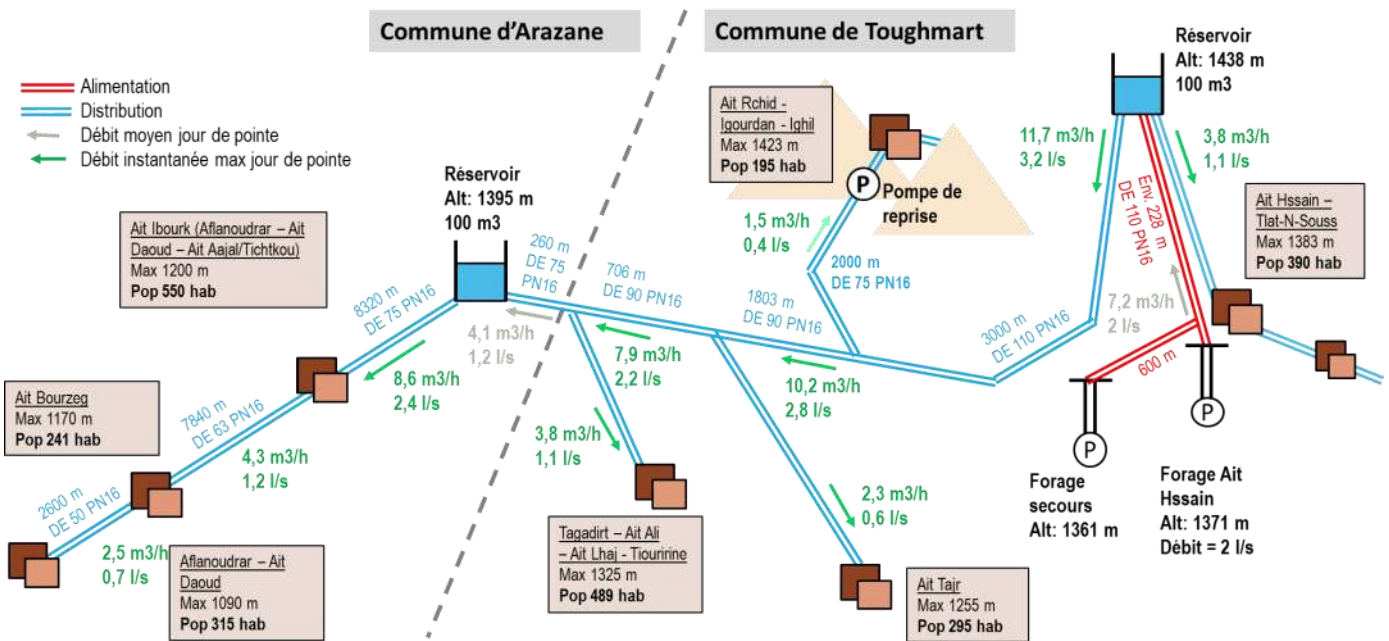 Commune d'Arazane
Commune de Toughmart
Alimentation
Distribution
Débit moyen jour de pointe
Débit instantanée max jour de pointe
Réservoir
Alt: 1438 m
100 m3
Ait Rchid -
Igourdan - Ighil
Max 1423 m
Pop 195 hab
11,7 m3/h
3,2 l/s
3,8 m3/h
1,1 l/s
Réservoir
Alt: 1395 m
100 m3
Pompe de
reprise
P
Env. 228 m
DE 110 PN16
Ait Hssain –
Tlat-N-Souss
Max 1383 m
Pop 390 hab
Ait Ibourk (Aflanoudrar – Ait
Daoud – Ait Aajal/Tichtkou)
Max 1200 m
Pop 550 hab
260 m
DE 75
PN16
706 m
DE 90 PN16
1,5 m3/h
0,4 l/s
2000 m
DE 75 PN16
1803 m
DE 90 PN16
3000 m
DE 110 PN16
7,2 m3/h
2 l/s
600 m
8320 m
DE 75 PN16
4,1 m3/h
1,2 l/s
7,9 m3/h
2,2 l/s
10,2 m3/h
2,8 l/s
8,6 m3/h
2,4 l/s
Ait Bourzeg
Max 1170 m
Pop 241 hab
7840 m
DE 63 PN16
4,3 m3/h
1,2 l/s
3,8 m3/h
1,1 l/s
P
P
2600 m
DE 50 PN16
2,5 m3/h
0,7 l/s
Aflanoudrar – Ait
Daoud
Max 1090 m
Pop 315 hab
Tagadirt – Ait Ali
– Ait Lhaj - Tiouririne
Max 1325 m
Pop 489 hab
2,3 m3/h
0,6 l/s
Ait Tajr
Max 1255 m
Pop 295 hab
Forage
secours
Alt: 1361 m
Forage Ait
Hssain
Alt: 1371 m
Débit = 2 l/s